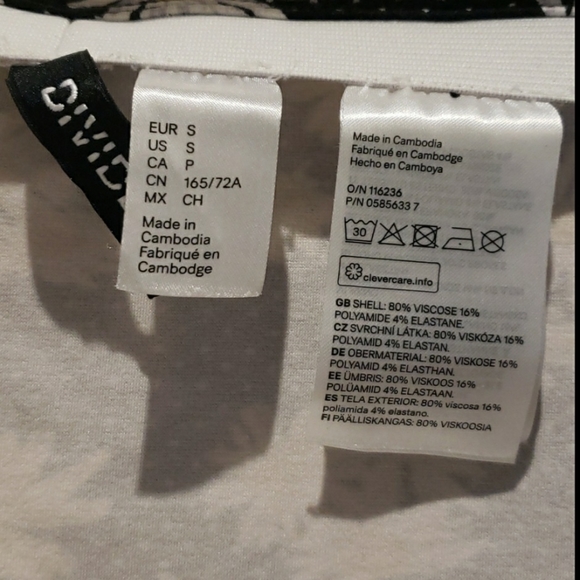 DIVIDE
EUR S
US S
CA P
CN 165/72A
MX CH
Made in
Cambodia
Fabriqué en
Cambodge
Made in Cambodia
Fabriqué en Cambodge
Hecho en Camboya
O/N 116236
P/N 0585633 7
30
clevercare.info
GB SHELL: 80% VISCOSE 16%
POLYAMIDE 4% ELASTANE.
CZ SVRCHNÍ LÁTKA: 80% VISKÓZA 16%
POLYAMID 4% ELASTAN.
DE OBERMATERIAL: 80% VISKOSE 16%
POLYAMID 4% ELASTHAN.
EE ÜMBRIS: 80% VISKOOS 16%
POLÜAMIID 4% ELASTAAN.
ES TELA EXTERIOR: 80% viscosa 16%
poliamida 4% elastano.
FI PÄÄLLISKANGAS: 80% VISKOOSIA